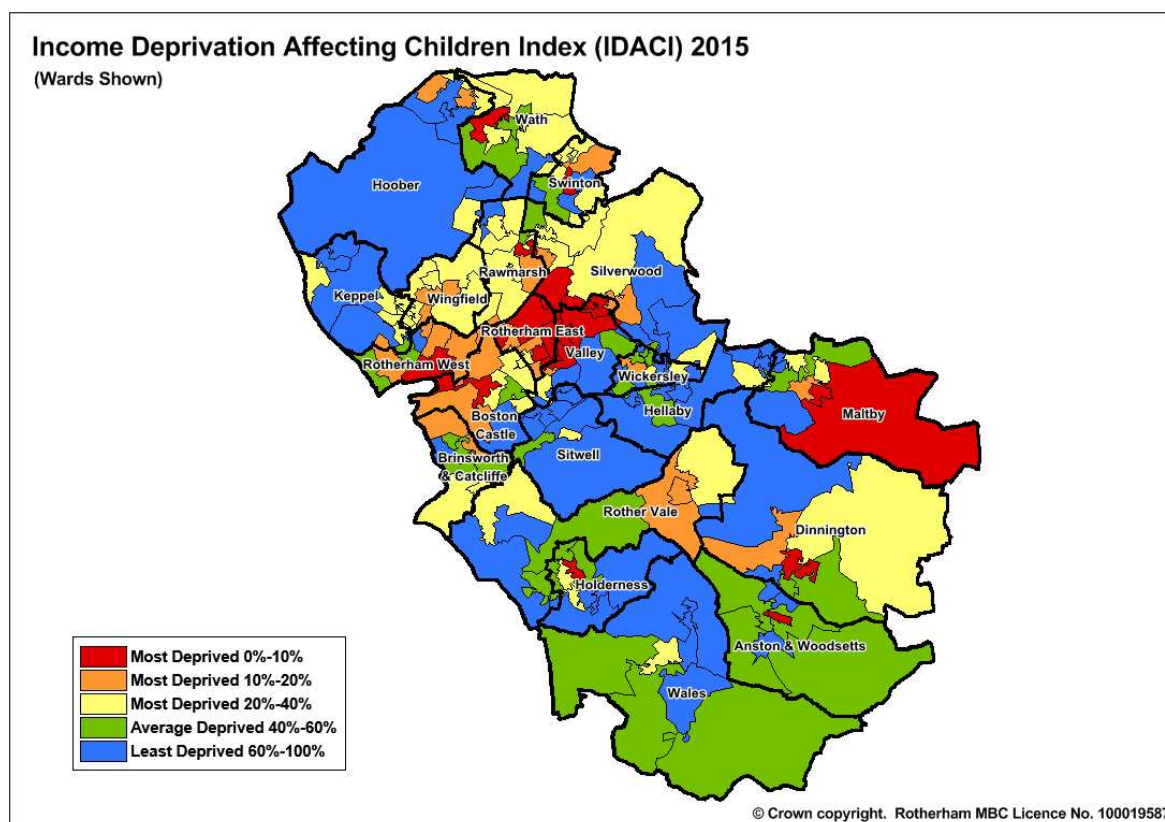 Income Deprivation Affecting Children Index (IDACI) 2015
(Wards Shown)
Wath
Hoober
Swinton
Silverwood
Rawmarsh
Keppel
Wingfield
Rotherham East
Valley
Rotherham West
Wickersley
Hellaby
Maltby
Boston
Castle
Sitwell
Brinsworth
& Catcliffe
Rother Vale
Dinnington
Holderness
Anston & Woodsetts
Wales
Most Deprived 0%-10%
Most Deprived 10%-20%
Most Deprived 20%-40%
Average Deprived 40%-60%
Least Deprived 60%-100%
© Crown copyright. Rotherham MBC Licence No. 100019587